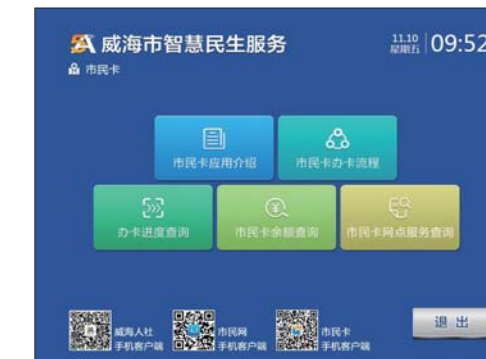 威海市智慧民生服务
11.10
星期五
09:52
市民卡
市民卡应用介绍
市民卡办卡流程
办卡进度查询
市民卡余额查询
市民卡网点服务查询
威海人社
手机客户端
市民网
手机客户端
市民卡
手机客户端
退 出